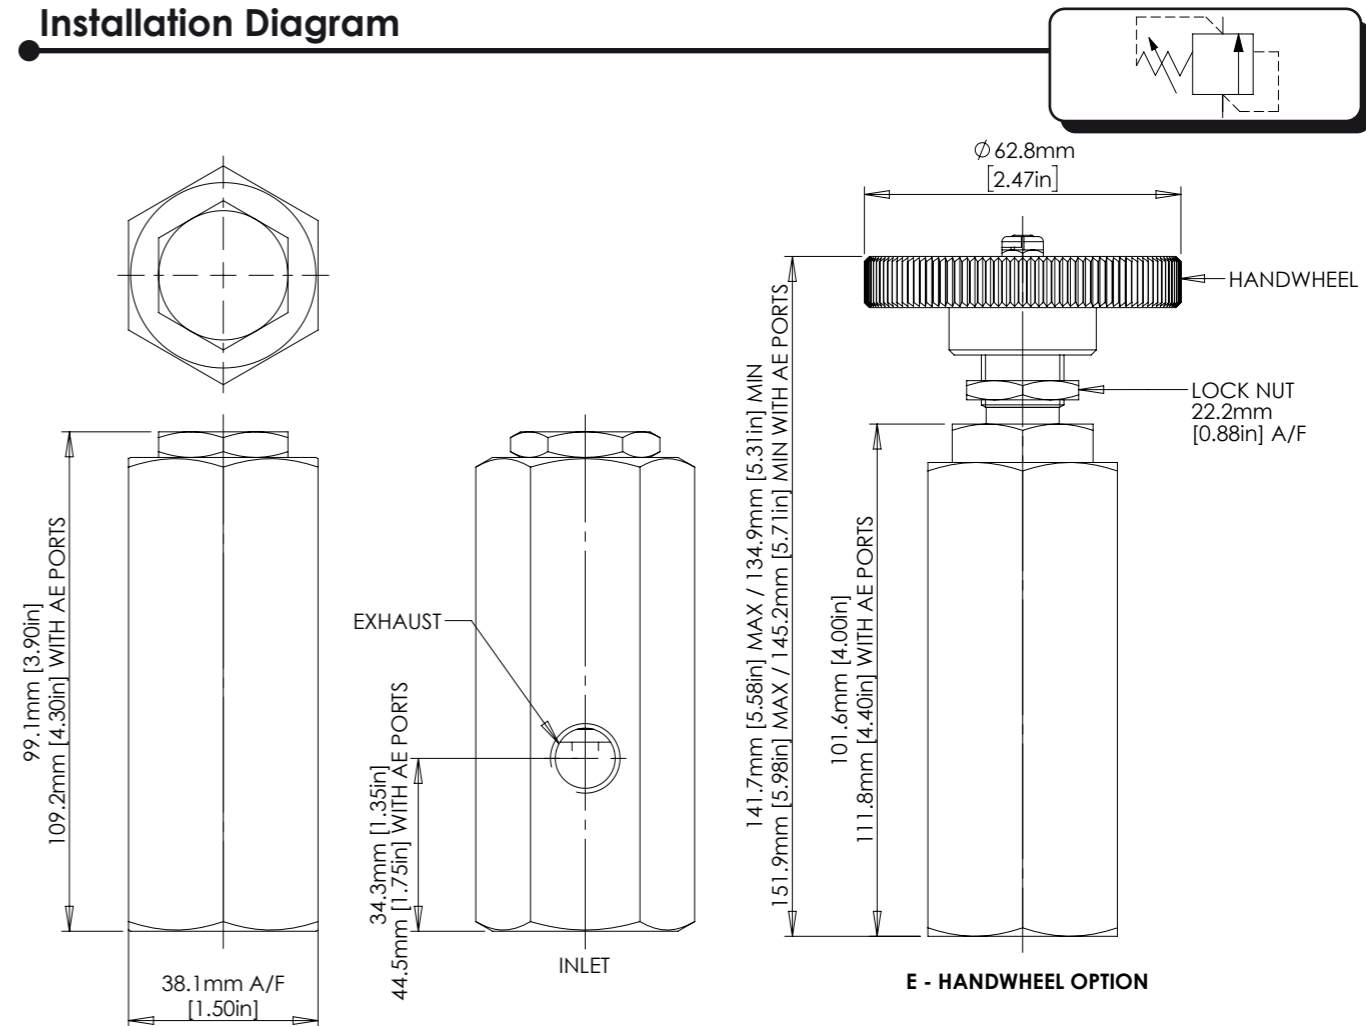 Installation Diagram
∅62.8mm
[2.47in]
HANDWHEEL
LOCK NUT
22.2mm
[0.88in] A/F
99.1mm [3.90in]
109.2mm [4.30in] WITH AE PORTS
38.1mm A/F
[1.50in]
EXHAUST
34.3mm [1.35in]
44.5mm [1.75in] WITH AE PORTS
INLET
141.7mm [5.58in] MAX / 134.9mm [5.31in] MIN
151.9mm [5.98in] MAX / 145.2mm [5.71in] MIN WITH AE PORTS
101.6mm [4.00in]
111.8mm [4.40in] WITH AE PORTS
E - HANDWHEEL OPTION